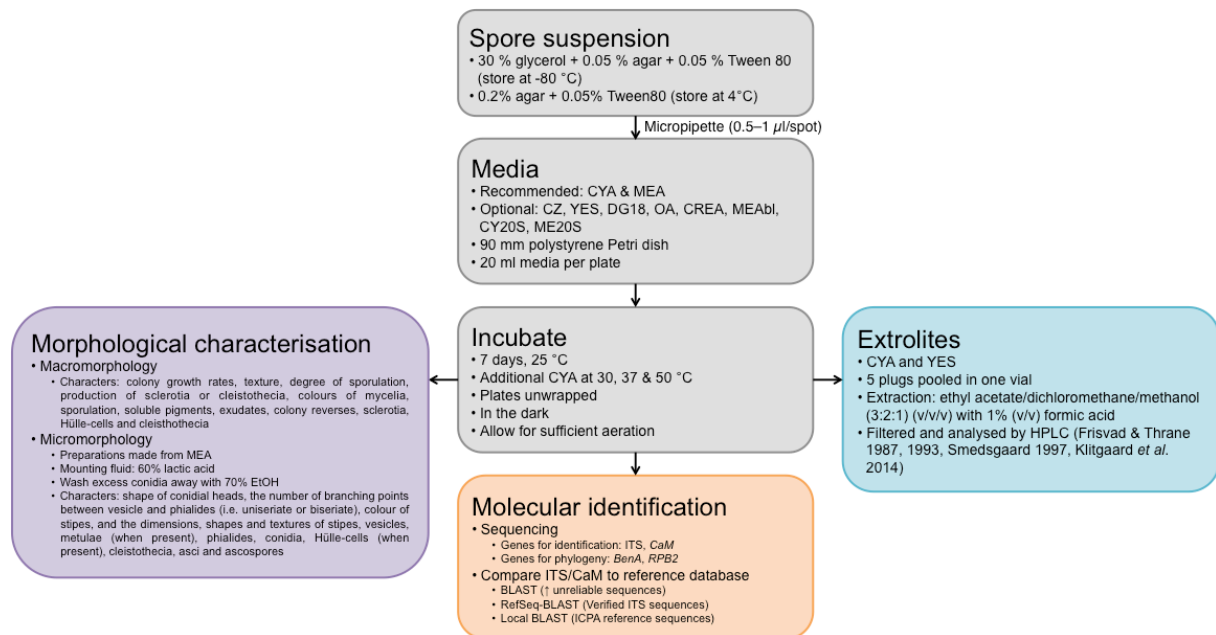 Spore suspension
• 30 % glycerol + 0.05 % agar + 0.05 % Tween 80
(store at -80 °C)
• 0.2% agar + 0.05% Tween80 (store at 4°C)
Micropipette (0.5–1 µl/spot)
Media
• Recommended: CYA & MEA
• Optional: CZ, YES, DG18, OA, CREA, MEAbl,
CY20S, ME20S
• 90 mm polystyrene Petri dish
• 20 ml media per plate
Morphological characterisation
• Macromorphology
• Characters: colony growth rates, texture, degree of sporulation,
production of sclerotia or cleistothecia, colours of mycelia,
sporulation, soluble pigments, exudates, colony reverses, sclerotia,
Hülle-cells and cleisthothecia
• Micromorphology
• Preparations made from MEA
• Mounting fluid: 60% lactic acid
• Wash excess conidia away with 70% EtOH
• Characters: shape of conidial heads, the number of branching points
between vesicle and phialides (i.e. uniseriate or biseriate), colour of
stipes, and the dimensions, shapes and textures of stipes, vesicles,
metulae (when present), phialides, conidia, Hülle-cells (when
present), cleistothecia, asci and ascospores
Incubate
• 7 days, 25 °C
• Additional CYA at 30, 37 & 50 °C
• Plates unwrapped
• In the dark
• Allow for sufficient aeration
Extrolites
• CYA and YES
• 5 plugs pooled in one vial
• Extraction: ethyl acetate/dichloromethane/methanol
(3:2:1) (v/v/v) with 1% (v/v) formic acid
• Filtered and analysed by HPLC (Frisvad & Thrane
1987, 1993, Smedsgaard 1997, Klitgaard et al.
2014)
Molecular identification
• Sequencing
• Genes for identification: ITS, CaM
• Genes for phylogeny: BenA, RPB2
• Compare ITS/CaM to reference database
• BLAST (↑ unreliable sequences)
• RefSeq-BLAST (Verified ITS sequences)
• Local BLAST (ICPA reference sequences)